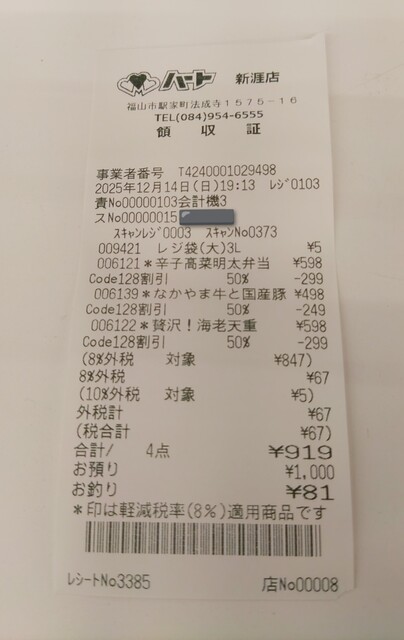 ハート 新涯店
福山市駅家町法成寺1575-16
TEL(084)954-6555
領収証
事業者番号 T4240001029498
2025年12月14日(日)19:13 レジ0103
責No00000103会計機3
スNo00000015
スキャンレジ0003 スキャンNo0373
009421 レジ袋(大)3L ¥5
006121*辛子高菜明太弁当 ¥598
Code128割引 50% -299
006139*なかやま牛と国産豚 ¥498
Code128割引 50% -249
006122*贅沢!海老天重 ¥598
Code128割引 50% -299
(8%外税 対象 ¥847)
8%外税 ¥67
(10%外税 対象 ¥5)
外税計 ¥67
(税合計 ¥67)
合計/ 4点 ¥919
お預り ¥1,000
お釣り ¥81
*印は軽減税率(8%)適用商品です
レシートNo3385 店No00008